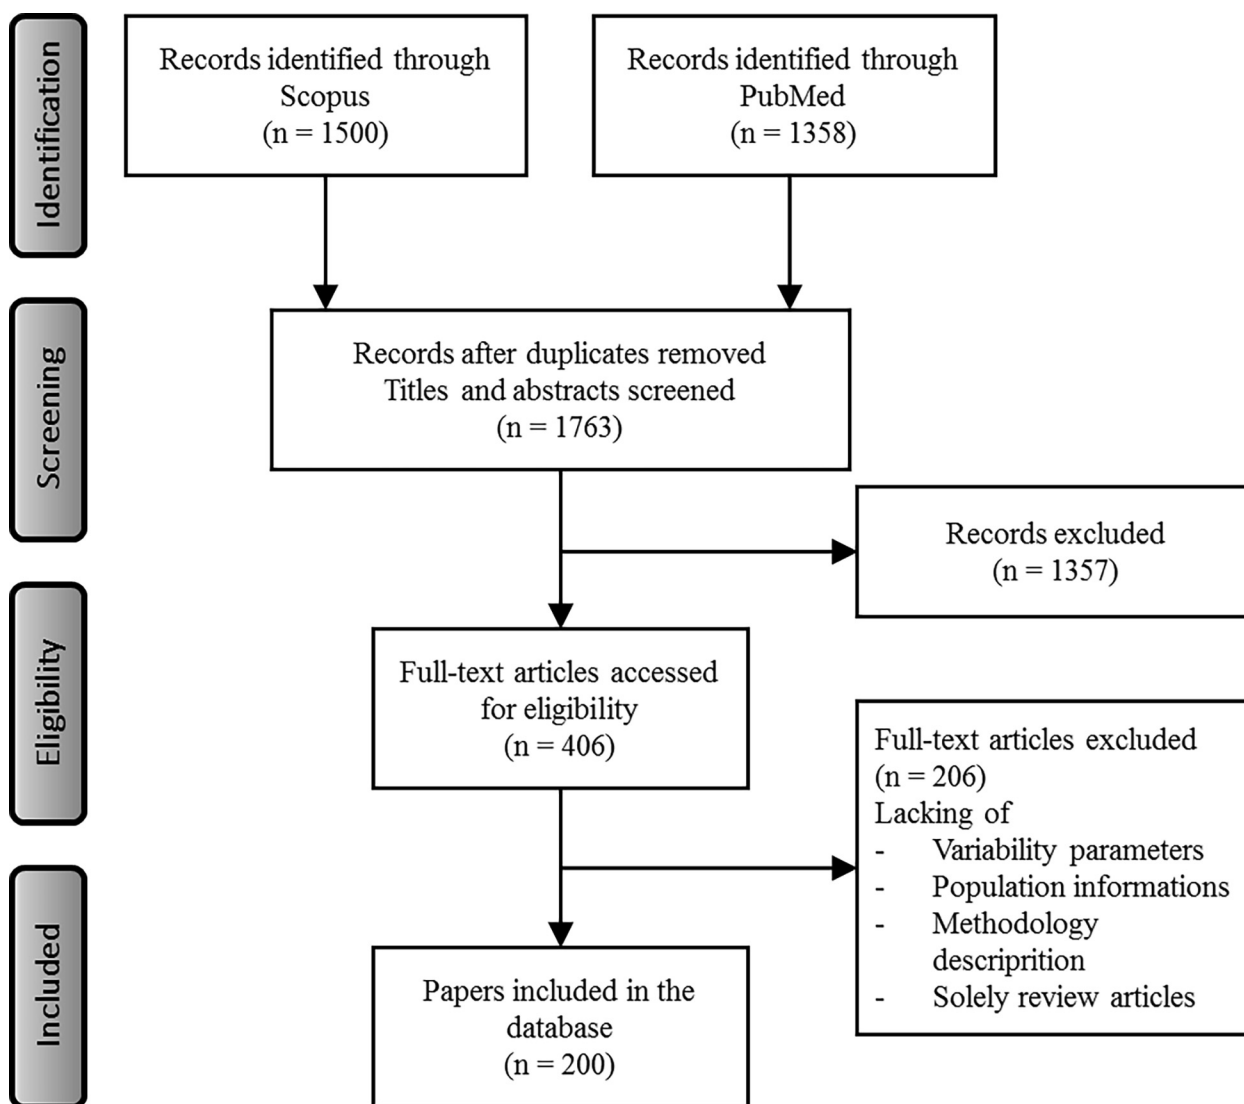 Identification
Records identified through
Scopus
(n = 1500)
Records identified through
PubMed
(n = 1358)
Screening
Records after duplicates removed
Titles and abstracts screened
(n = 1763)
Records excluded
(n = 1357)
Eligibility
Full-text articles accessed
for eligibility
(n = 406)
Full-text articles excluded
(n = 206)
Lacking of
- Variability parameters
- Population informations
- Methodology
descriprition
- Solely review articles
Included
Papers included in the
database
(n = 200)